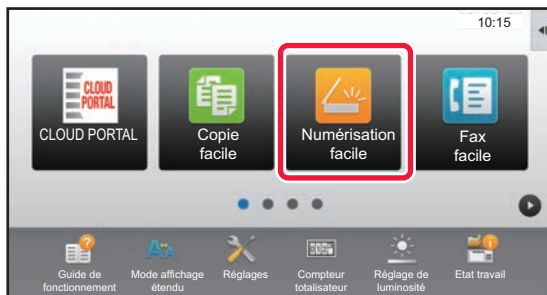 10:15
CLOUD
PORTAL
CLOUD PORTAL
Copie
facile
Numérisation
facile
Fax
facile
Guide de
fonctionnement
Mode affichage
étendu
Réglages
Compteur
totalisateur
Réglage de
luminosité
Etat travail